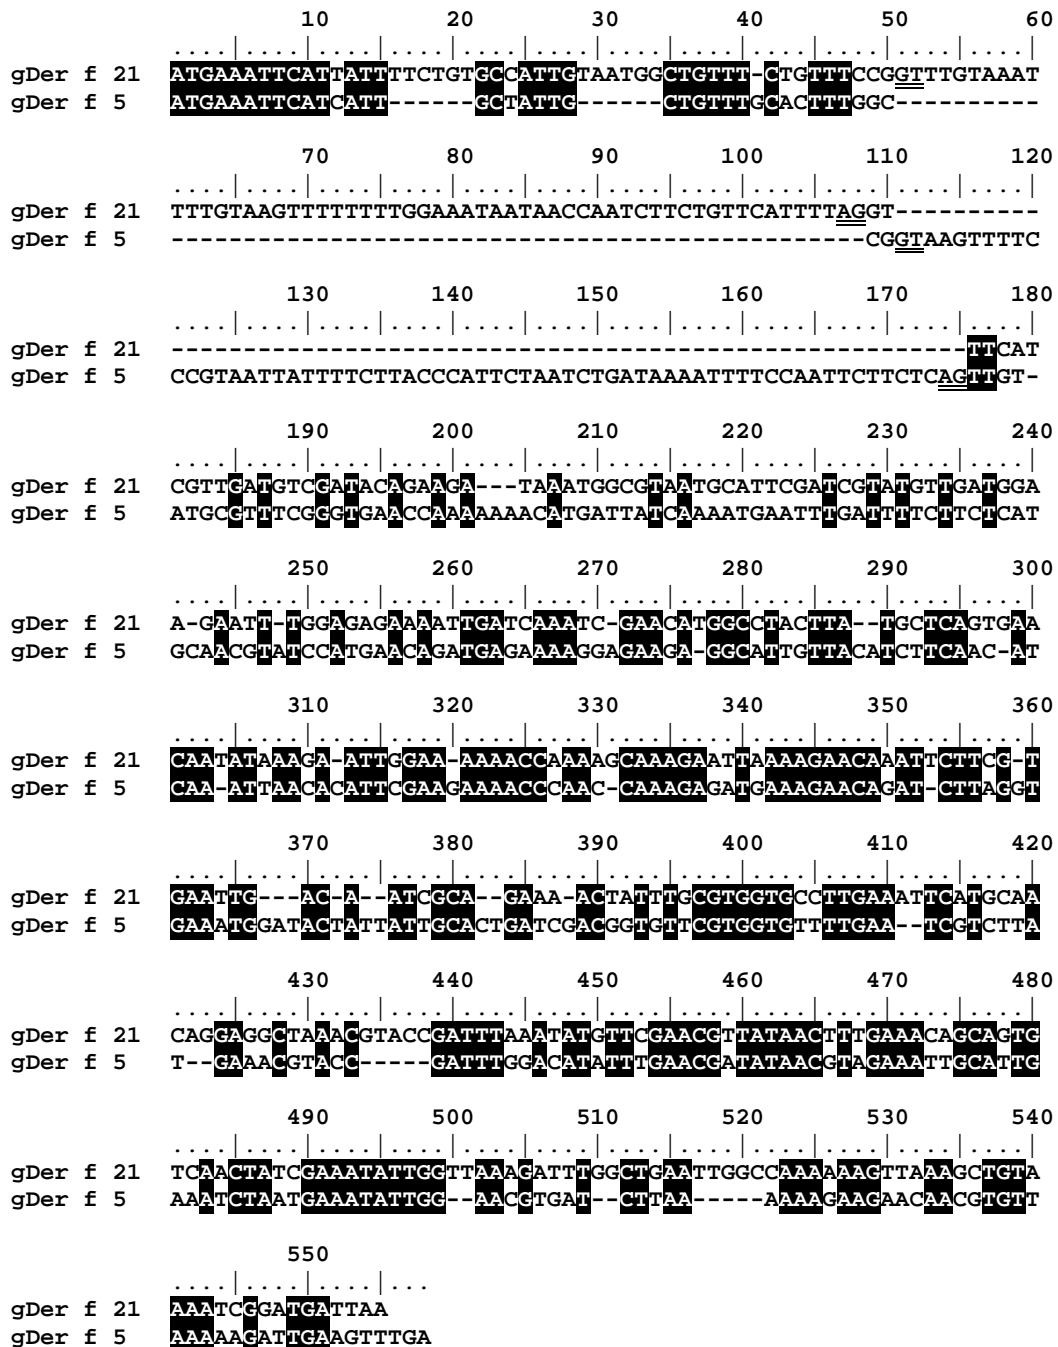 10 20 30 40 50 60
....|....|....|....|....|....|....|....|....|....|....|....|
gDer f 21 ATGAAATTCATTATTTTCTGTGCCATTGTAATGGCTGTTT-CTGTTTCCGGTTTGTAAAT
gDer f 5 ATGAAATTCATCATT------GCTATTG------CTGTTTGCACTTTGGC----------
70 80 90 100 110 120
....|....|....|....|....|....|....|....|....|....|....|....|
gDer f 21 TTTGTAAGTTTTTTTTGGAAATAATAACCAATCTTCTGTTCATTTTAGGT----------
gDer f 5 ------------------------------------------------CGGTAAGTTTTC
130 140 150 160 170 180
....|....|....|....|....|....|....|....|....|....|....|....|
gDer f 21 -------------------------------------------------------TTCAT
gDer f 5 CCGTAATTATTTTCTTACCCATTCTAATCTGATAAAATTTTCCAATTCTTCTCAGTTGT-
190 200 210 220 230 240
....|....|....|....|....|....|....|....|....|....|....|....|
gDer f 21 CGTTGATGTCGATACAGAAGA---TAAATGGCGTAATGCATTCGATCGTATGTTGATGGA
gDer f 5 ATGCGTTTCGGGTGAACCAAAAAAACATGATTATCAAAATGAATTTGATTTTCTTCTCAT
250 260 270 280 290 300
....|....|....|....|....|....|....|....|....|....|....|....|
gDer f 21 A-GAATT-TGGAGAGAAAATTGATCAAATC-GAACATGGCCTACTTA--TGCTCAGTGAA
gDer f 5 GCAACGTATCCATGAACAGATGAGAAAAGGAGAAGA-GGCATTGTTACATCTTCAAC-AT
310 320 330 340 350 360
....|....|....|....|....|....|....|....|....|....|....|....|
gDer f 21 CAATATAAAGA-ATTGGAA-AAAACCAAAAGCAAAGAATTAAAAGAACAAATTCTTCG-T
gDer f 5 CAA-ATTAACACATTCGAAGAAAACCCAAC-CAAAGAGATGAAAGAACAGAT-CTTAGGT
370 380 390 400 410 420
....|....|....|....|....|....|....|....|....|....|....|....|
gDer f 21 GAATTG---AC-A--ATCGCA--GAAA-ACTATTTGCGTGGTGCCTTGAAATTCATGCAA
gDer f 5 GAAATGGATACTATTATTGCACTGATCGACGGTGTTCGTGGTGTTTTGAA--TCGTCTTA
430 440 450 460 470 480
....|....|....|....|....|....|....|....|....|....|....|....|
gDer f 21 CAGGAGGCTAAACGTACCGATTTAAATATGTTCGAACGTTATAACTTTGAAACAGCAGTG
gDer f 5 T--GAAACGTACC-----GATTTGGACATATTTGAACGATATAACGTAGAAATTGCATTG
490 500 510 520 530 540
....|....|....|....|....|....|....|....|....|....|....|....|
gDer f 21 TCAACTATCGAAATATTGGTTAAAGATTTGGCTGAATTGGCCAAAAAAGTTAAAGCTGTA
gDer f 5 AAATCTAATGAAATATTGG--AACGTGAT--CTTAA-----AAAAGAAGAACAACGTGTT
550
....|....|....|...
gDer f 21 AAATCGGATGATTAA
gDer f 5 AAAAAGATTGAAGTTTGA